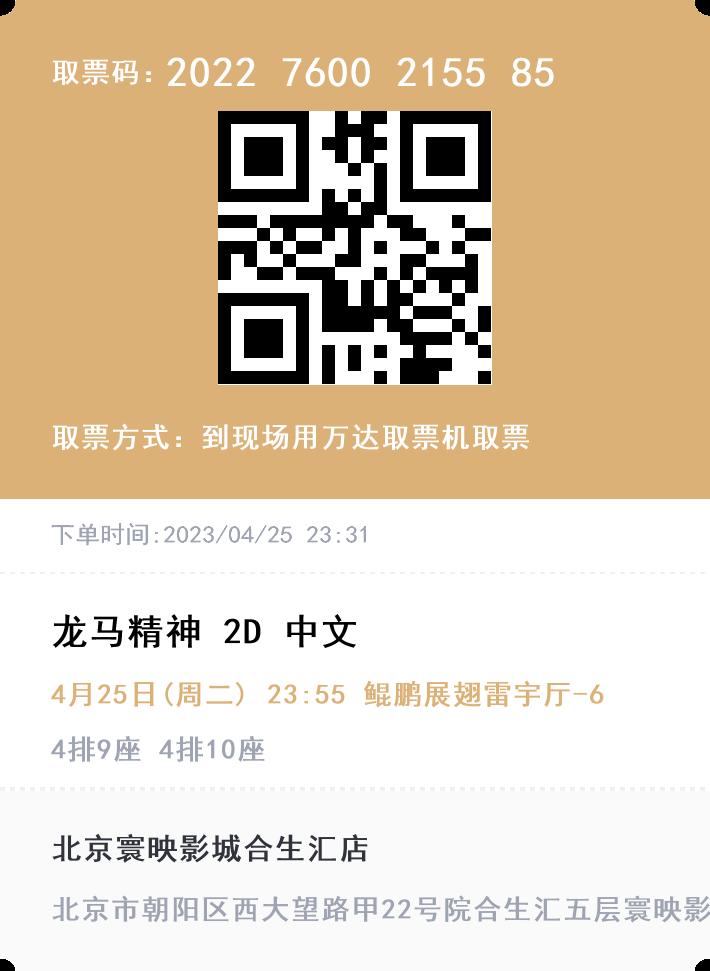 取票码：2022 7600 2155 85
取票方式：到现场用万达取票机取票
下单时间:2023/04/25 23:31
龙马精神 2D 中文
4月25日(周二) 23:55 鲲鹏展翅雷宇厅-6
4排9座 4排10座
北京寰映影城合生汇店
北京市朝阳区西大望路甲22号院合生汇五层寰映影